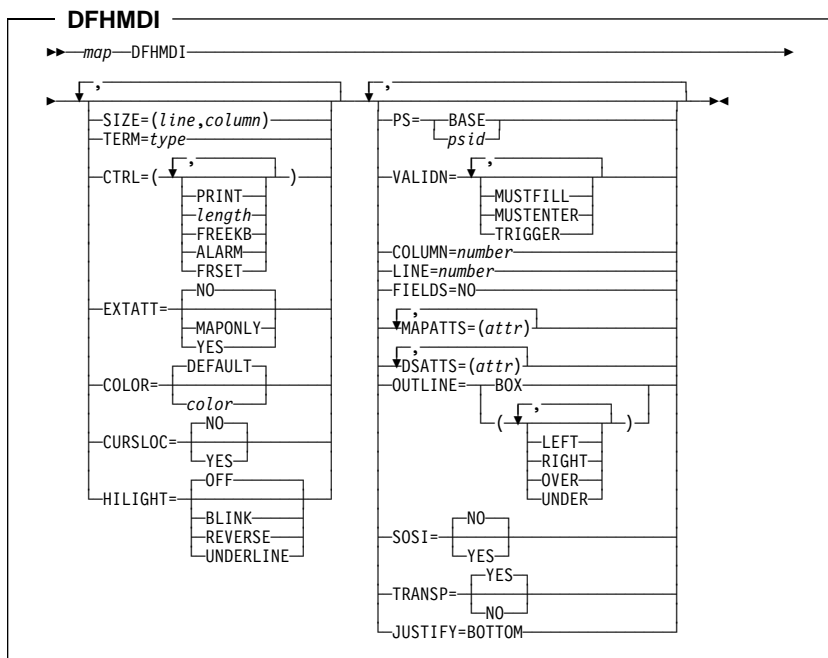 DFHMDI
map DFHMDI
,
SIZE=(line,column)
TERM=type
CTRL=( , )
PRINT
length
FREEKB
ALARM
FRSET
EXTATT= NO
MAPONLY
YES
COLOR= DEFAULT
color
CURSLOC= NO
YES
HILIGHT= OFF
BLINK
REVERSE
UNDERLINE
,
PS= BASE
psid
VALIDN= ,
MUSTFILL
MUSTENTER
TRIGGER
COLUMN=number
LINE=number
FIELDS=NO
,
MAPATTS=(attr)
,
DSATTS=(attr)
OUTLINE= BOX
( , )
LEFT
RIGHT
OVER
UNDER
SOSI= NO
YES
TRANSP= YES
NO
JUSTIFY=BOTTOM